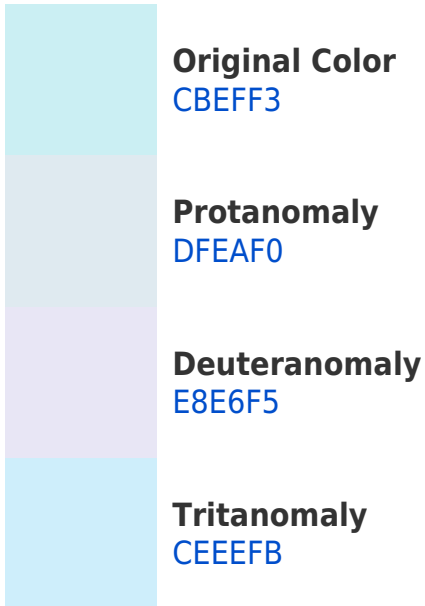 Original Color
CBEFF3
Protanomaly
DFEAF0
Deuteranomaly
E8E6F5
Tritanomaly
CEEEFB